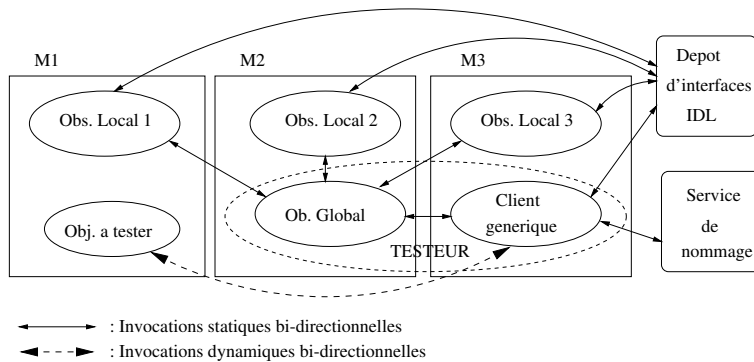 M1
M2
M3
Depot
d'interfaces
IDL
Obs. Local 1
Obs. Local 2
Obs. Local 3
Obj. a tester
Ob. Global
Client
generique
TESTEUR
Service
de
nommage
: Invocations statiques bi-directionnelles
: Invocations dynamiques bi-directionnelles